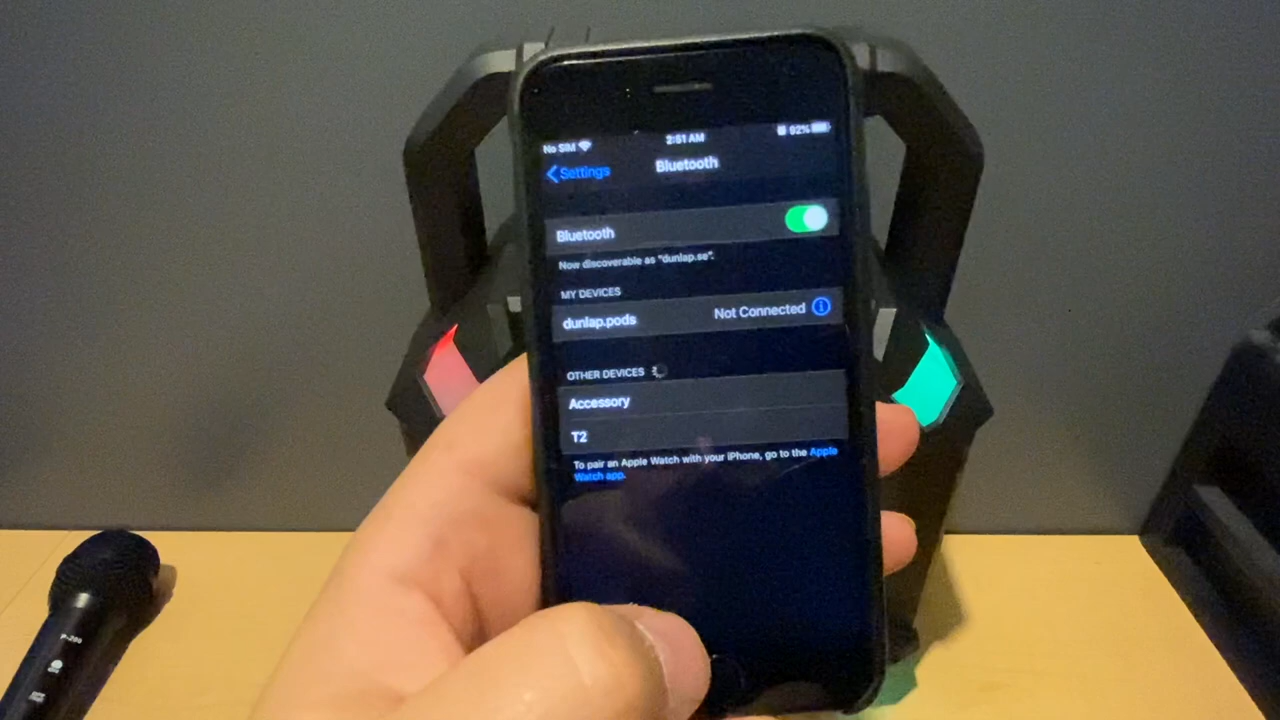 No SIM 2:51 AM 92%
Settings Bluetooth
Bluetooth
Now discoverable as "dunlap.se".
MY DEVICES
dunlap.pods Not Connected
OTHER DEVICES
Accessory
T2
To pair an Apple Watch with your iPhone, go to the Apple
Watch app.
P-200